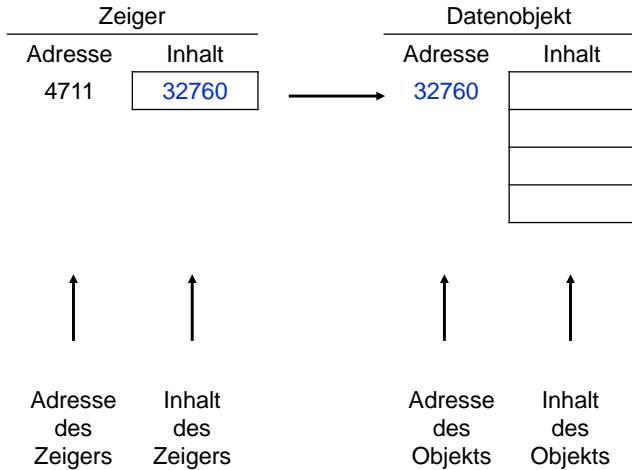 Zeiger Datenobjekt
Adresse Inhalt Adresse Inhalt
4711 32760 32760
Adresse Inhalt Adresse Inhalt
des des des des
Zeigers Zeigers Objekts Objekts